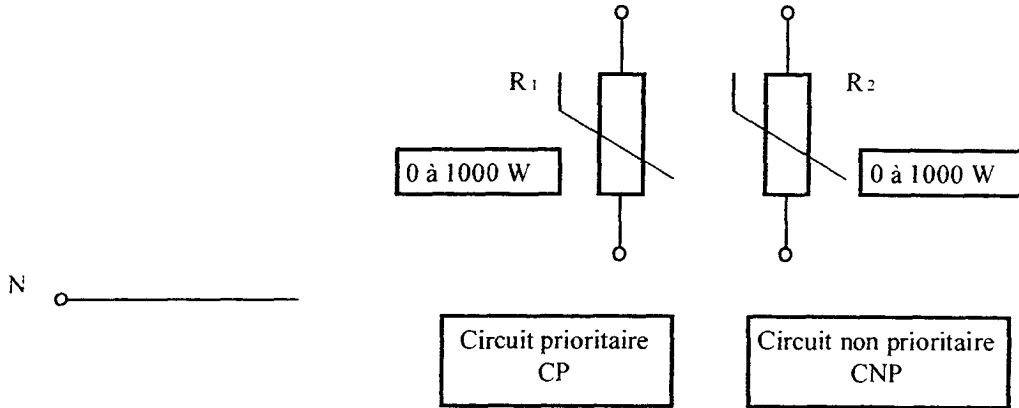 R1
R2
0 à 1000 W
0 à 1000 W
N
Circuit prioritaire
CP
Circuit non prioritaire
CNP